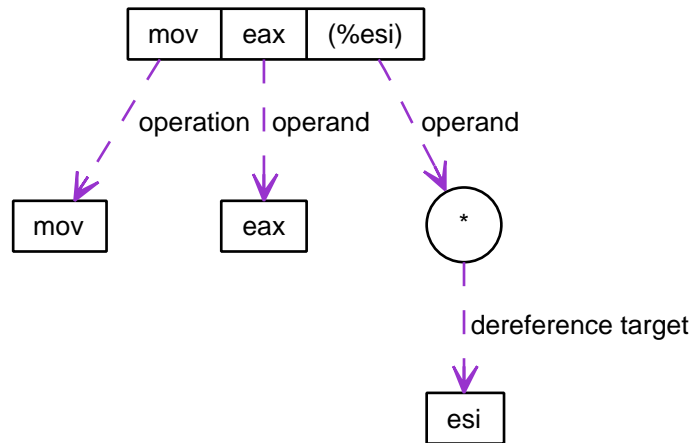 mov eax (%esi)
operation operand operand
mov eax *
dereference target
esi